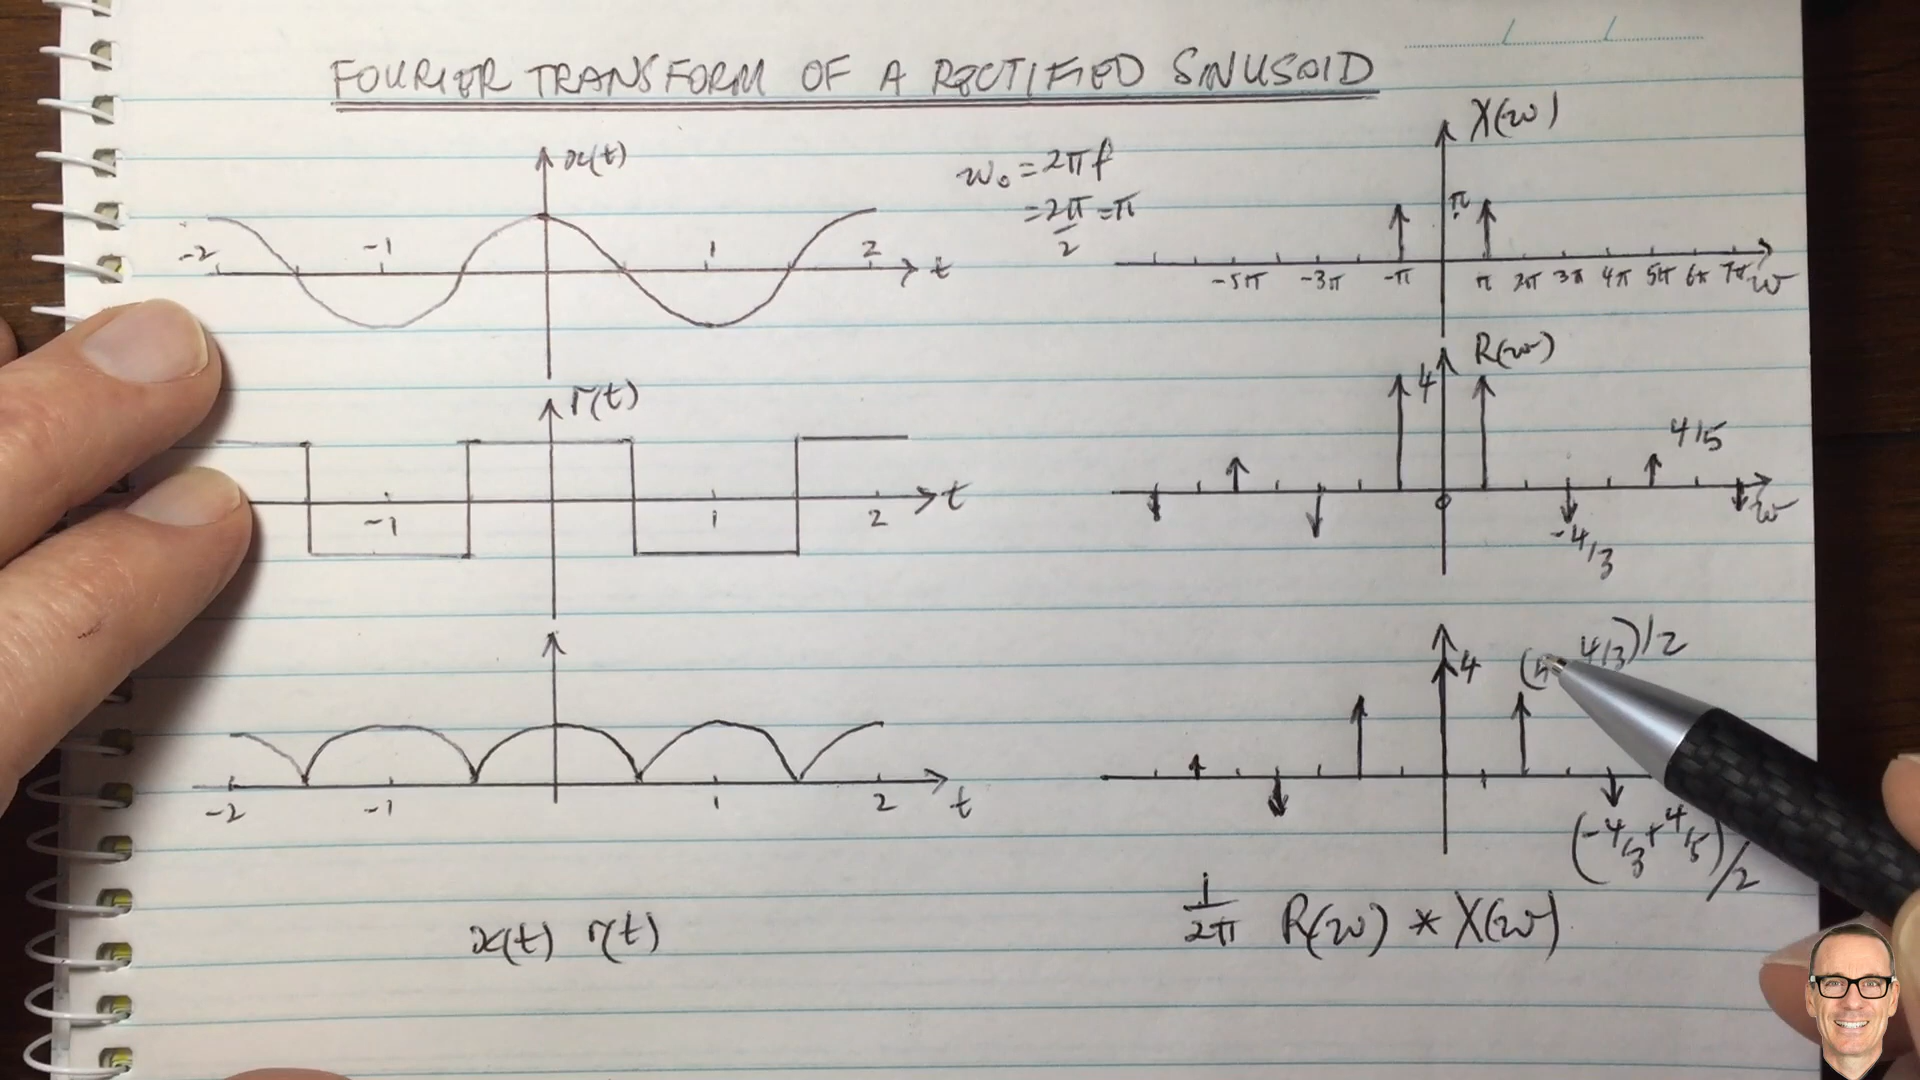 FOURIER TRANSFORM OF A RECTIFIED SINUSOID
x(t)
-2 -1 1 2 t
w₀ = 2πf
= 2π/2 = π
X(w)
π
-5π -3π -π π 2π 3π 4π 5π 6π 7π w
r(t)
-1 1 2 t
R(w)
4
4/5
0 w
-4/3
-2 -1 1 2 t
4
4/3)/2
(-4/3+4/5)/2
x(t) r(t)
1/2π R(w) * X(w)